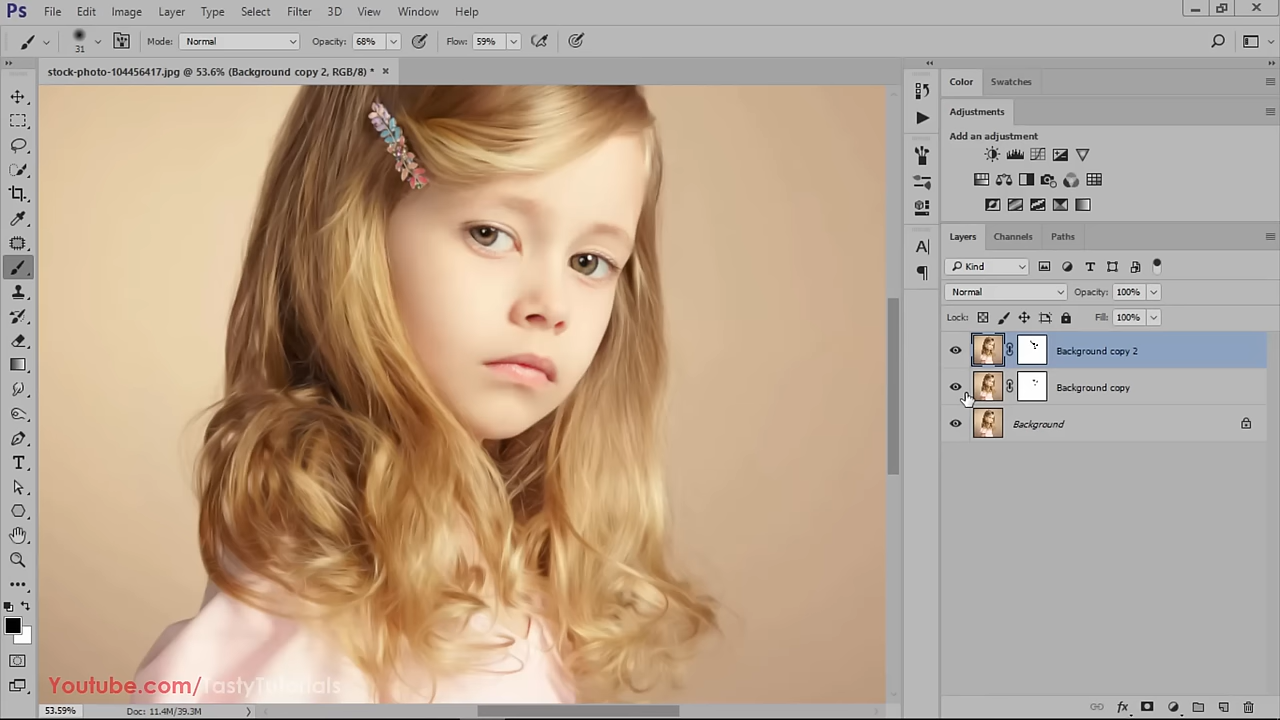 Ps File Edit Image Layer Type Select Filter 3D View Window Help
31 Mode: Normal Opacity: 68% Flow: 59%
stock-photo-104456417.jpg @ 53.6% (Background copy 2, RGB/8) * ×
Color Swatches
Adjustments
Add an adjustment
Layers Channels Paths
Kind
Normal Opacity: 100%
Lock: Fill: 100%
Background copy 2
Background copy
Background
Youtube.com/TastyTutorials
53.59% Doc: 11.4M/39.3M